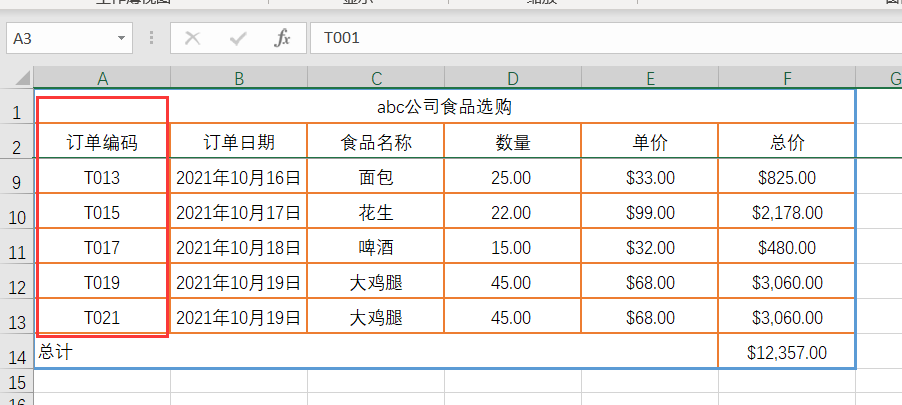 A3 fx T001
A B C D E F G
1 abc公司食品选购
2 订单编码 订单日期 食品名称 数量 单价 总价
9 T013 2021年10月16日 面包 25.00 $33.00 $825.00
10 T015 2021年10月17日 花生 22.00 $99.00 $2,178.00
11 T017 2021年10月18日 啤酒 15.00 $32.00 $480.00
12 T019 2021年10月19日 大鸡腿 45.00 $68.00 $3,060.00
13 T021 2021年10月19日 大鸡腿 45.00 $68.00 $3,060.00
14 总计 $12,357.00
15